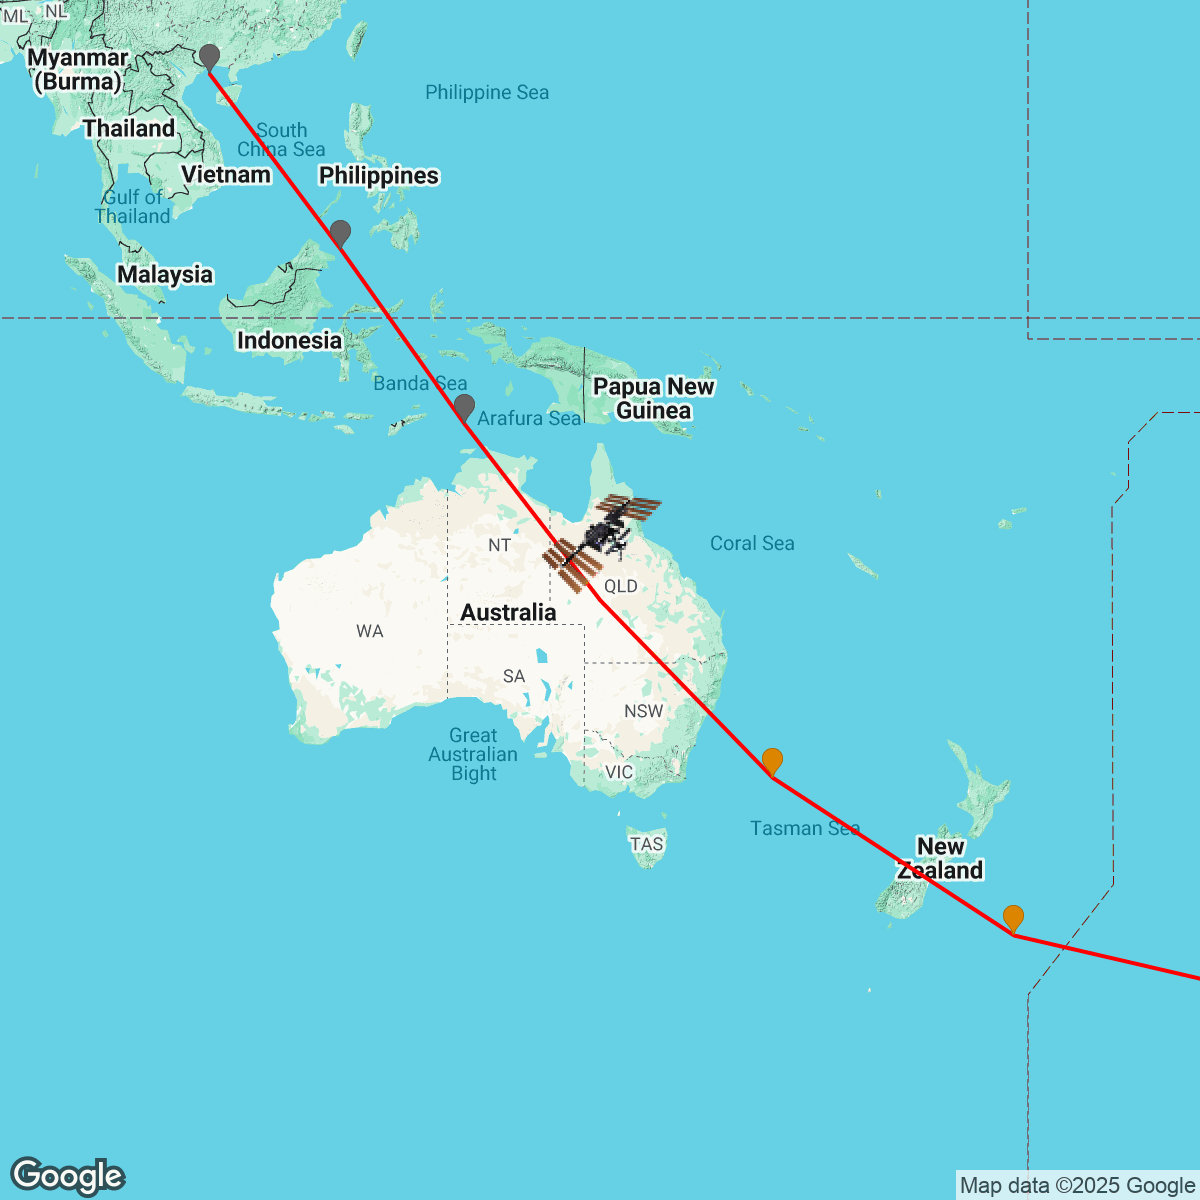 ML
NL
Myanmar
(Burma)
Philippine Sea
Thailand
South
China Sea
Vietnam
Philippines
Gulf of
Thailand
Malaysia
Indonesia
Banda Sea
Papua New
Guinea
Arafura Sea
NT
Coral Sea
QLD
Australia
WA
SA
NSW
Great
Australian
Bight
VIC
Tasman Sea
TAS
New
Zealand
Google
Map data ©2025 Google